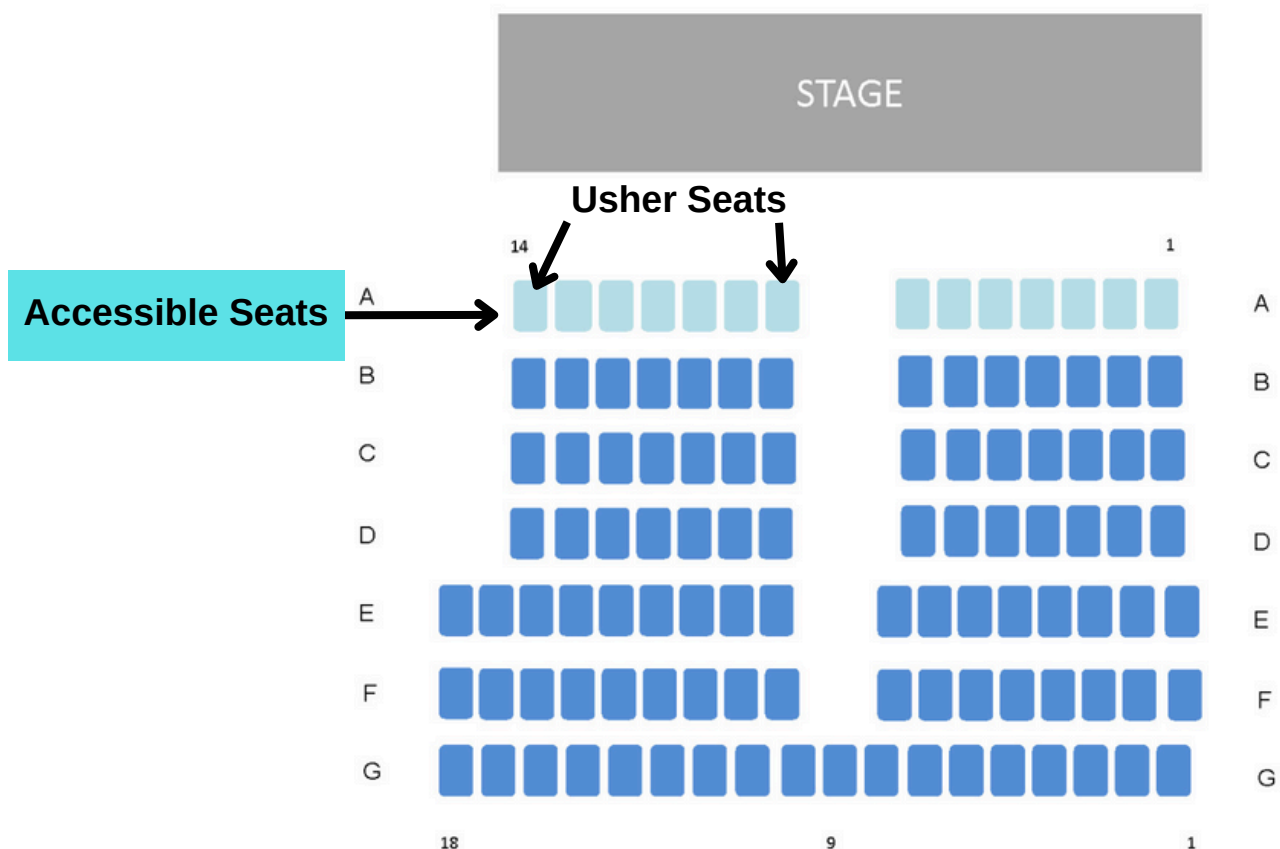 STAGE
Usher Seats
14 1
Accessible Seats
A A
B B
C C
D D
E E
F F
G G
18 9 1